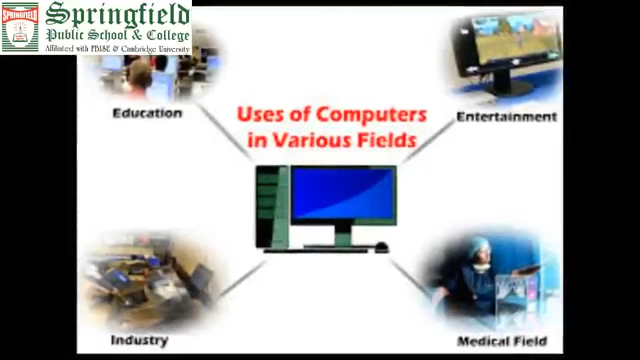 SPRINGFIELD
Springfield
Public School & College
Affiliated with FBISE & Cambridge University
Education
Uses of Computers
in Various Fields
Entertainment
Industry
Medical Field